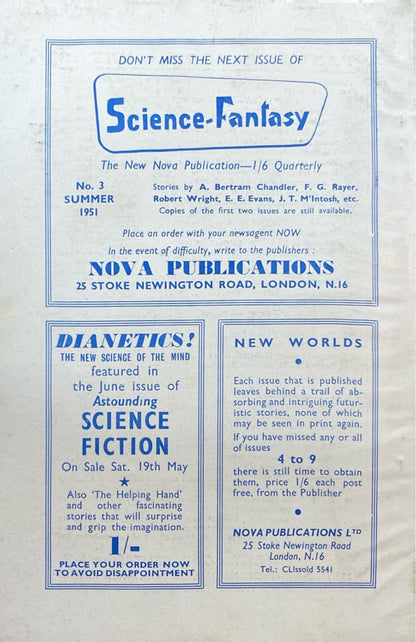 DON'T MISS THE NEXT ISSUE OF
Science-Fantasy
The New Nova Publication—1/6 Quarterly
No. 3
SUMMER
1951
Stories by A. Bertram Chandler, F. G. Rayer,
Robert Wright, E. E. Evans, J. T. M'Intosh, etc.
Copies of the first two issues are still available.
Place an order with your newsagent NOW
In the event of difficulty, write to the publishers :
NOVA PUBLICATIONS
25 STOKE NEWINGTON ROAD, LONDON, N.16
DIANETICS!
THE NEW SCIENCE OF THE MIND
featured in
the June issue of
Astounding
SCIENCE
FICTION
On Sale Sat. 19th May
★
Also 'The Helping Hand'
and other fascinating
stories that will surprise
and grip the imagination.
1/-
PLACE YOUR ORDER NOW
TO AVOID DISAPPOINTMENT
NEW WORLDS
●
Each issue that is published
leaves behind a trail of ab-
sorbing and intriguing futur-
istic stories, none of which
may be seen in print again.
If you have missed any or all
of issues
4 to 9
there is still time to obtain
them, price 1/6 each post
free, from the Publisher
●
NOVA PUBLICATIONS LTD
25 Stoke Newington Road
London, N.16
Tel.: CLIssold 5541